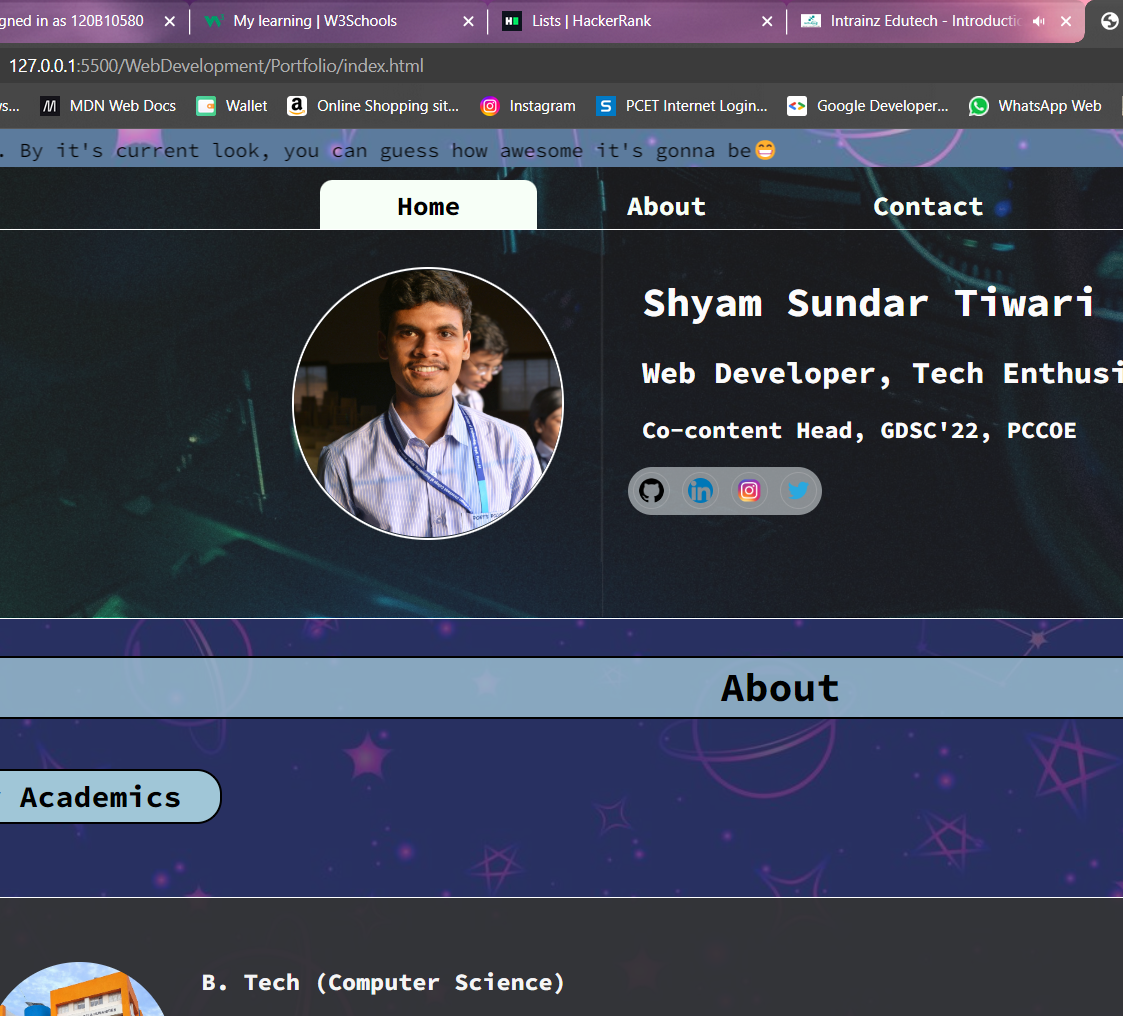 gned in as 120B10580 My learning | W3Schools Lists | HackerRank Intrainz Edutech - Introductic
127.0.0.1:5500/WebDevelopment/Portfolio/index.html
s... MDN Web Docs Wallet Online Shopping sit... Instagram PCET Internet Login... Google Developer... WhatsApp Web
. By it's current look, you can guess how awesome it's gonna be😁
Home About Contact
Shyam Sundar Tiwari
Web Developer, Tech Enthusi
Co-content Head, GDSC'22, PCCOE
About
Academics
B. Tech (Computer Science)